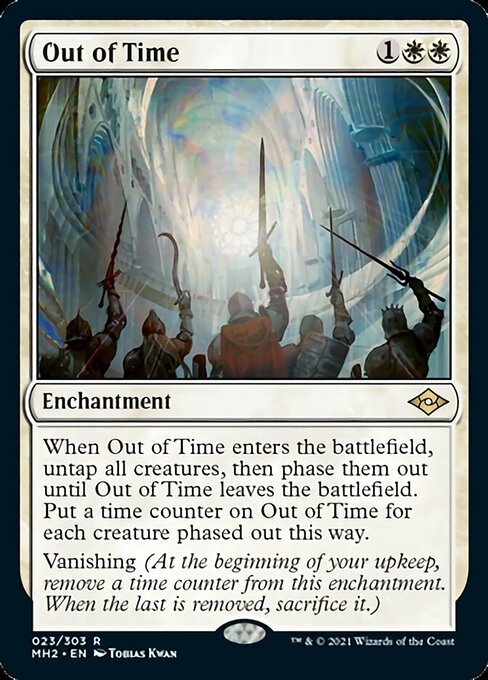 Out of Time 1
Enchantment
When Out of Time enters the battlefield,
untap all creatures, then phase them out
until Out of Time leaves the battlefield.
Put a time counter on Out of Time for
each creature phased out this way.
Vanishing (At the beginning of your upkeep,
remove a time counter from this enchantment.
When the last is removed, sacrifice it.)
023/303 R
MH2 • EN Tobias Kwan
™ & © 2021 Wizards of the Coast